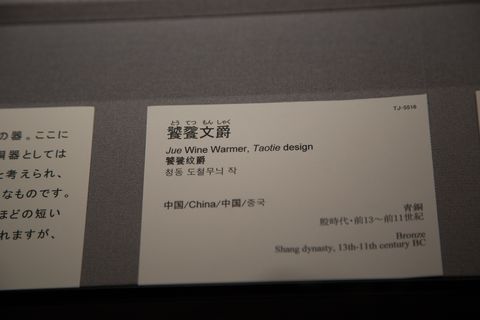 の器。ここに
銅器としては
と考えられ、
なものです。
ほどの短い
れますが、
TJ-5518
とう てつ もん しゃく
饕餮文爵
Jue Wine Warmer, Taotie design
饕餮纹爵
청동 도철무늬 작
中国/China/中国/중국
青銅
殷時代・前13～前11世紀
Bronze
Shang dynasty, 13th-11th century BC